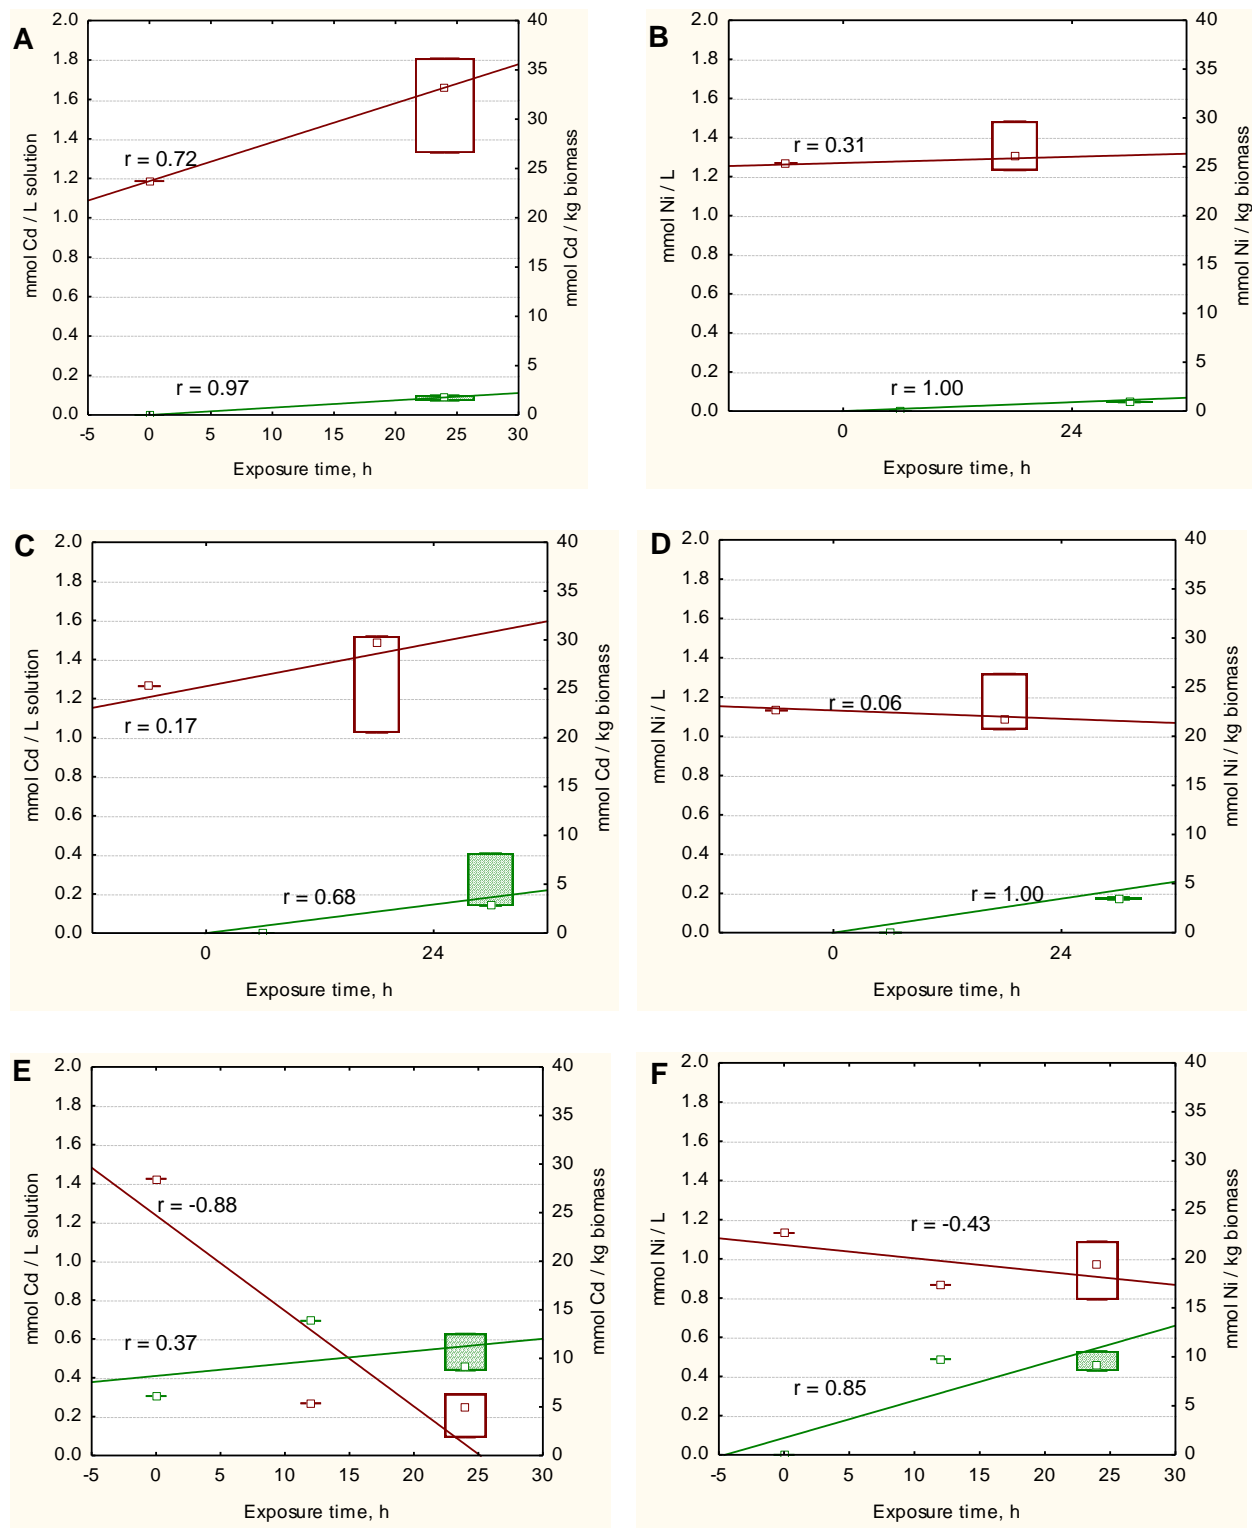 A
2.0 1.8 1.6 1.4 1.2 1.0 0.8 0.6 0.4 0.2 0.0
mmol Cd / L solution
r = 0.72
r = 0.97
40 35 30 25 20 15 10 5 0
mmol Cd / kg biomass
-5 0 5 10 15 20 25 30
Exposure time, h
B
2.0 1.8 1.6 1.4 1.2 1.0 0.8 0.6 0.4 0.2 0.0
mmol Ni / L
r = 0.31
r = 1.00
40 35 30 25 20 15 10 5 0
mmol Ni / kg biomass
0 24
Exposure time, h
C
2.0 1.8 1.6 1.4 1.2 1.0 0.8 0.6 0.4 0.2 0.0
mmol Cd / L solution
r = 0.17
r = 0.68
40 35 30 25 20 15 10 5 0
mmol Cd / kg biomass
0 24
Exposure time, h
D
2.0 1.8 1.6 1.4 1.2 1.0 0.8 0.6 0.4 0.2 0.0
mmol Ni / L
r = 0.06
r = 1.00
40 35 30 25 20 15 10 5 0
mmol Ni / kg biomass
0 24
Exposure time, h
E
2.0 1.8 1.6 1.4 1.2 1.0 0.8 0.6 0.4 0.2 0.0
mmol Cd / L solution
r = -0.88
r = 0.37
40 35 30 25 20 15 10 5 0
mmol Cd / kg biomass
-5 0 5 10 15 20 25 30
Exposure time, h
F
2.0 1.8 1.6 1.4 1.2 1.0 0.8 0.6 0.4 0.2 0.0
mmol Ni / L
r = -0.43
r = 0.85
40 35 30 25 20 15 10 5 0
mmol Ni / kg biomass
-5 0 5 10 15 20 25 30
Exposure time, h